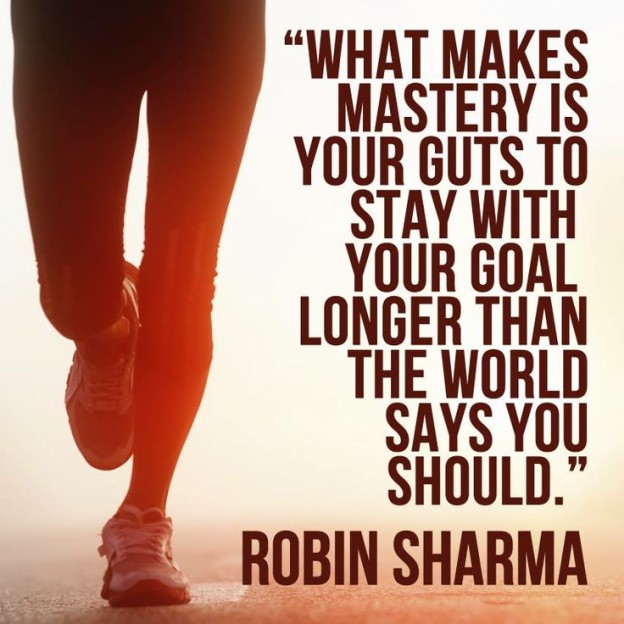 “WHAT MAKES
MASTERY IS
YOUR GUTS TO
STAY WITH
YOUR GOAL
LONGER THAN
THE WORLD
SAYS YOU
SHOULD.”
ROBIN SHARMA